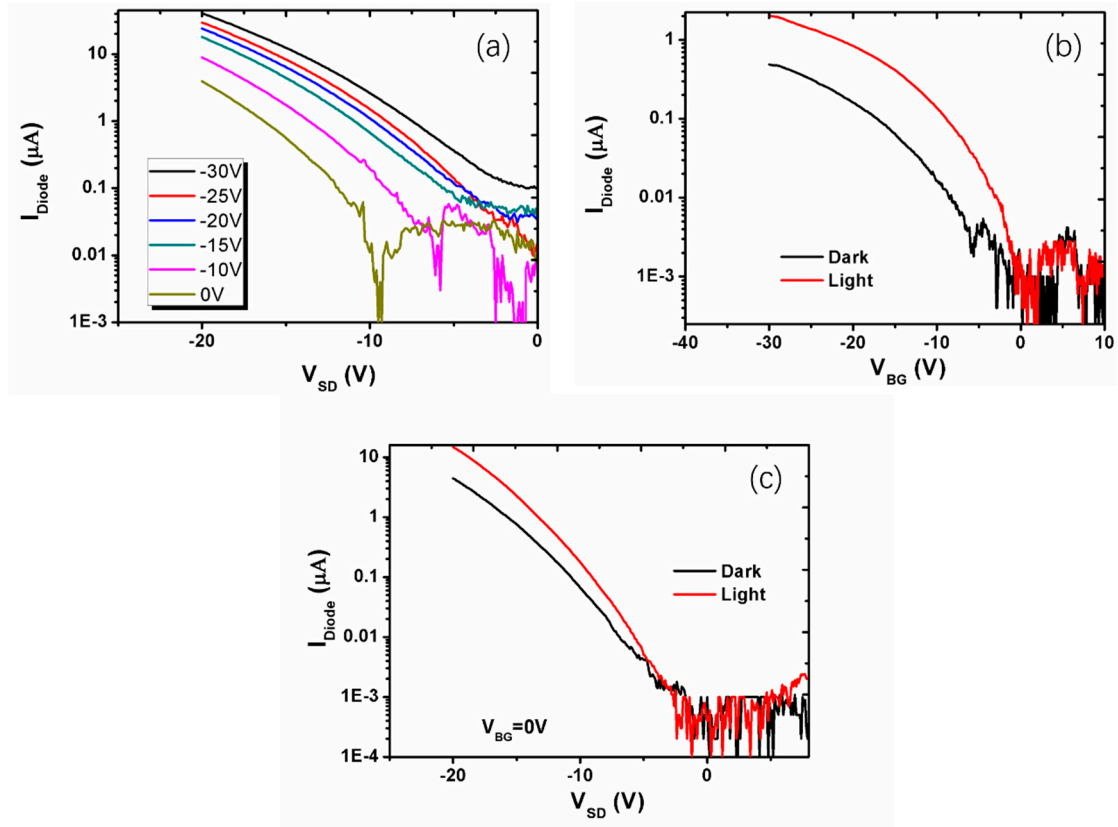 (a)
10
1
0.1
0.01
1E-3
I_Diode (μA)
-30V
-25V
-20V
-15V
-10V
0V
-20 -10 0
V_SD (V)
(b)
1
0.1
0.01
1E-3
I_Diode (μA)
Dark
Light
-40 -30 -20 -10 0 10
V_BG (V)
(c)
10
1
0.1
0.01
1E-3
1E-4
I_Diode (μA)
Dark
Light
V_BG=0V
-20 -10 0
V_SD (V)